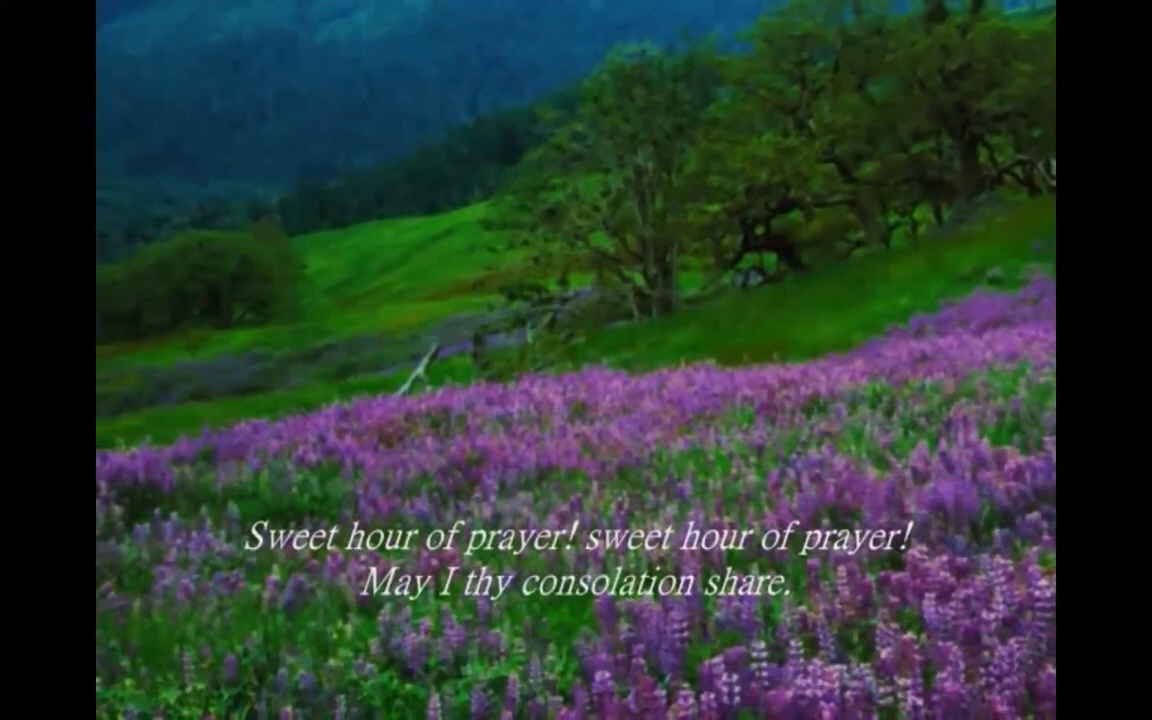 Sweet hour of prayer! sweet hour of prayer!
May I thy consolation share.